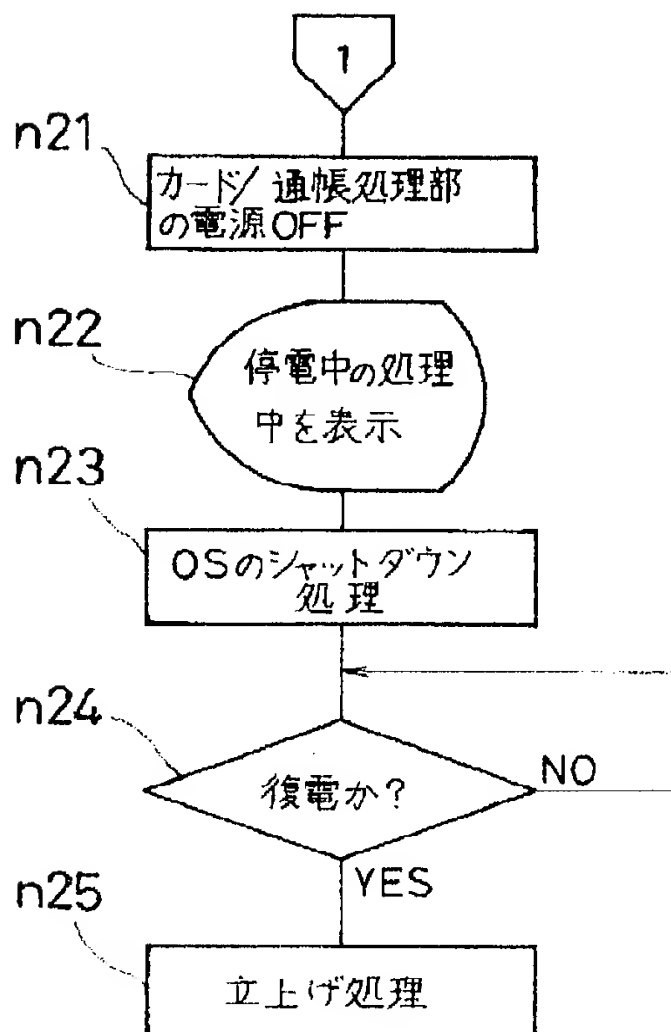 1
n21
カード/通帳処理部
の電源OFF
n22
停電中の処理
中を表示
n23
OSのシャットダウン
処理
n24
復電か?
NO
YES
n25
立上げ処理